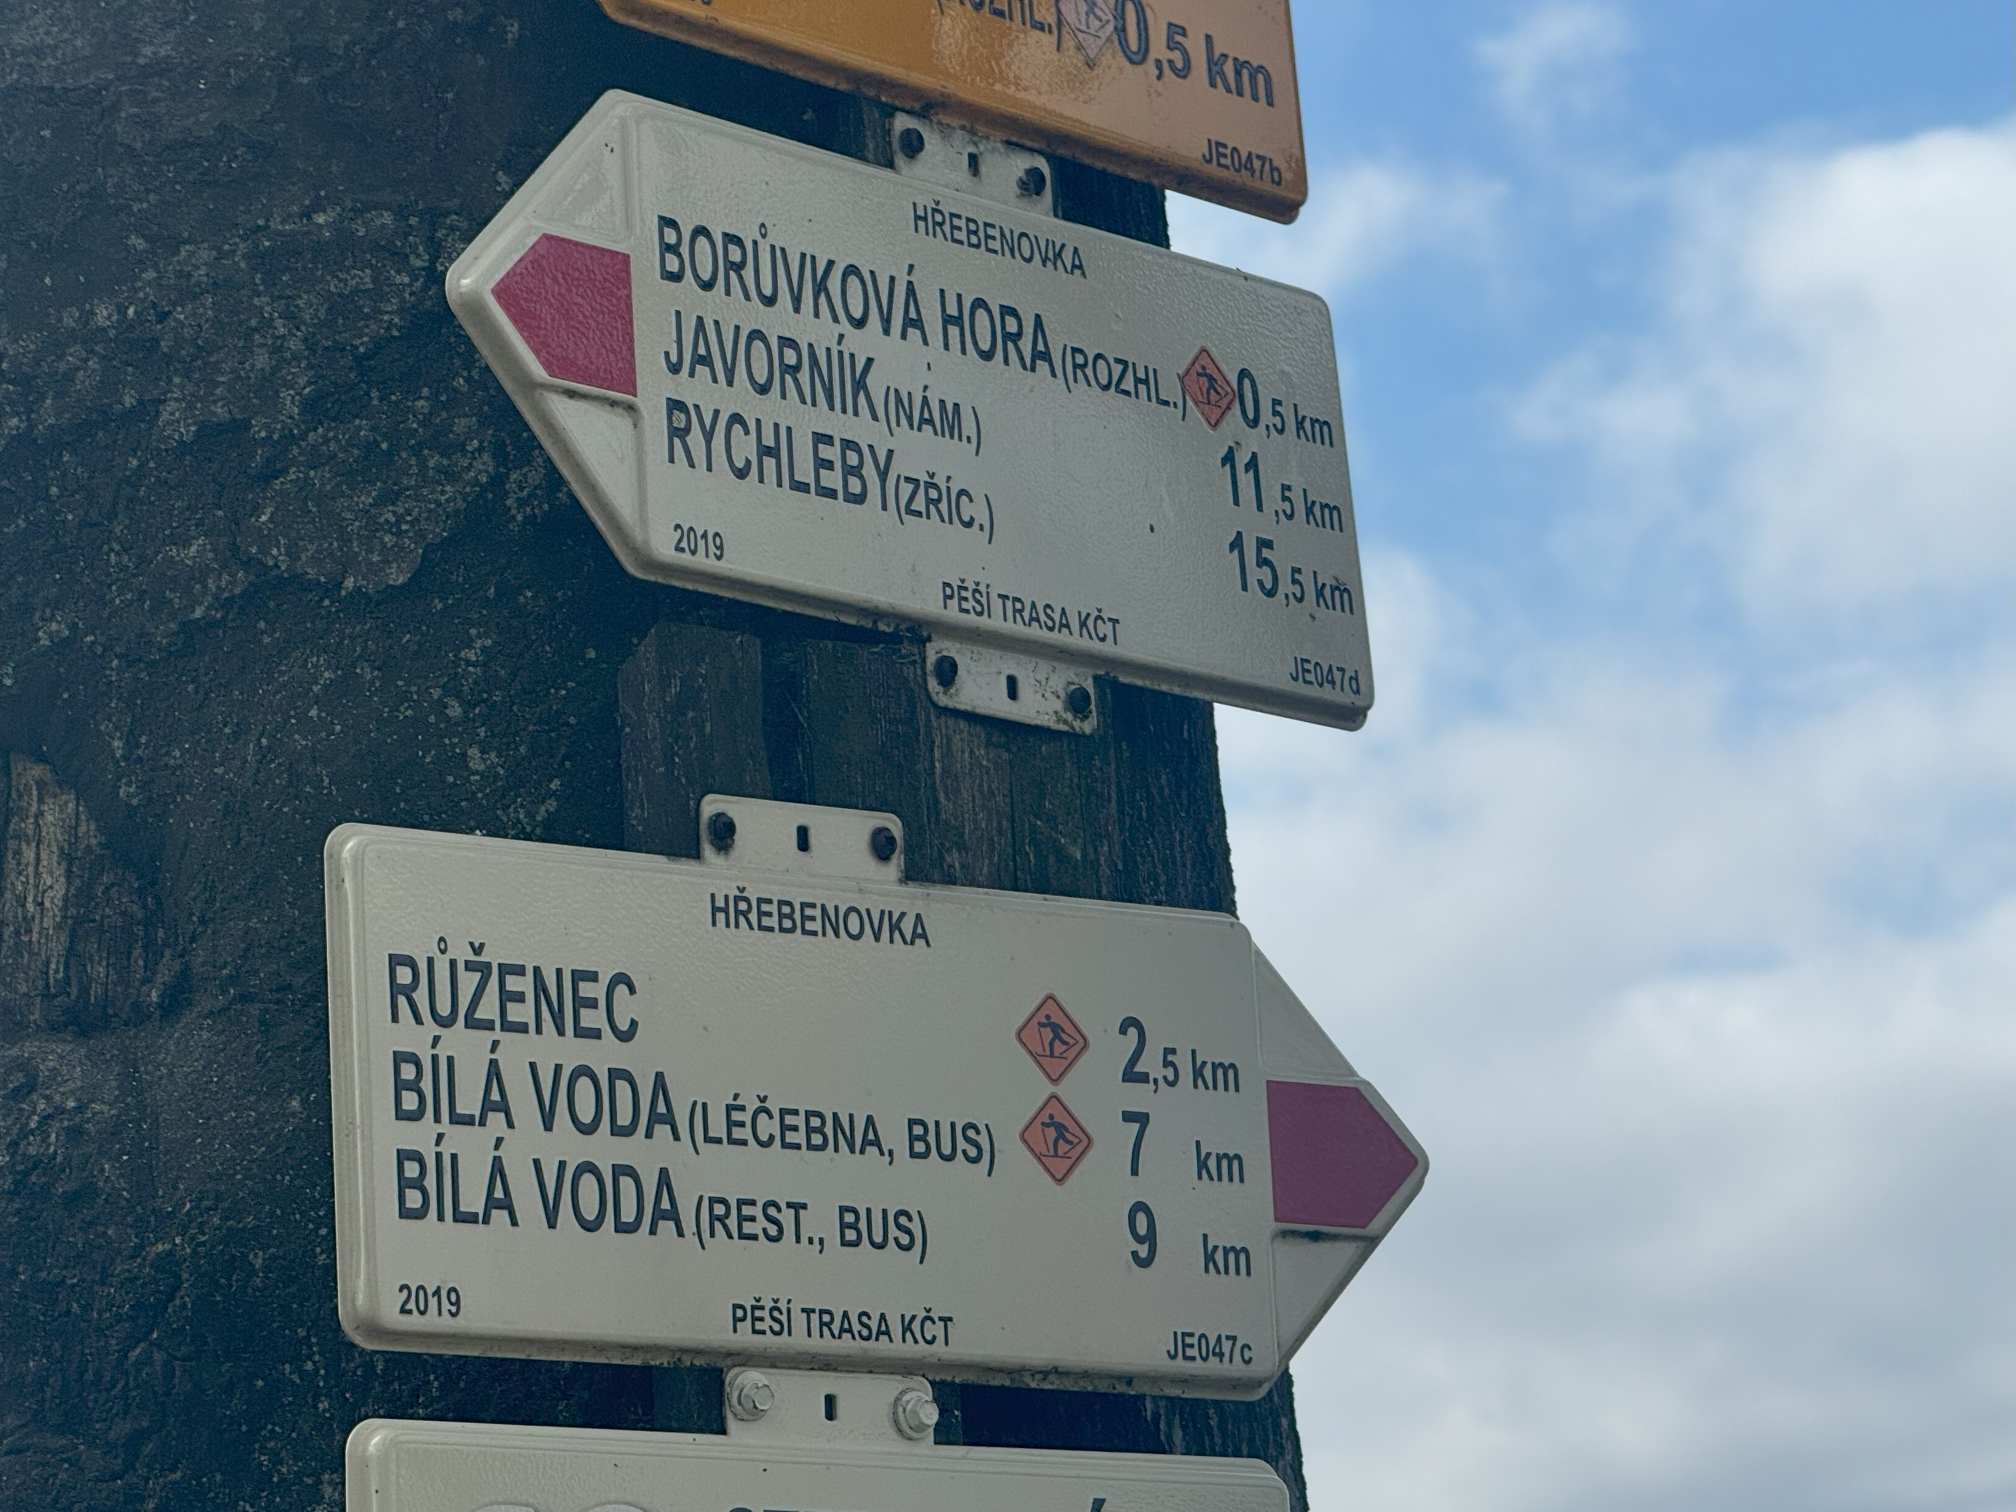 0,5 km
JE047b
HŘEBENOVKA
BORŮVKOVÁ HORA (ROZHL.) 0,5 km
JAVORNÍK (NÁM.) 11,5 km
RYCHLEBY (ZŘÍC.) 15,5 km
2019
PĚŠÍ TRASA KČT
JE047d
HŘEBENOVKA
RŮŽENEC 2,5 km
BÍLÁ VODA (LÉČEBNA, BUS) 7 km
BÍLÁ VODA (REST., BUS) 9 km
2019
PĚŠÍ TRASA KČT
JE047c